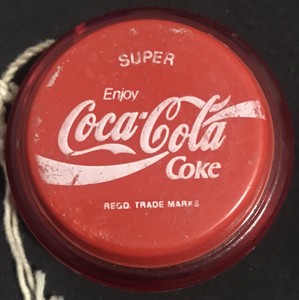 SUPER
Enjoy
Coca-Cola
Coke
REGD. TRADE MARKS